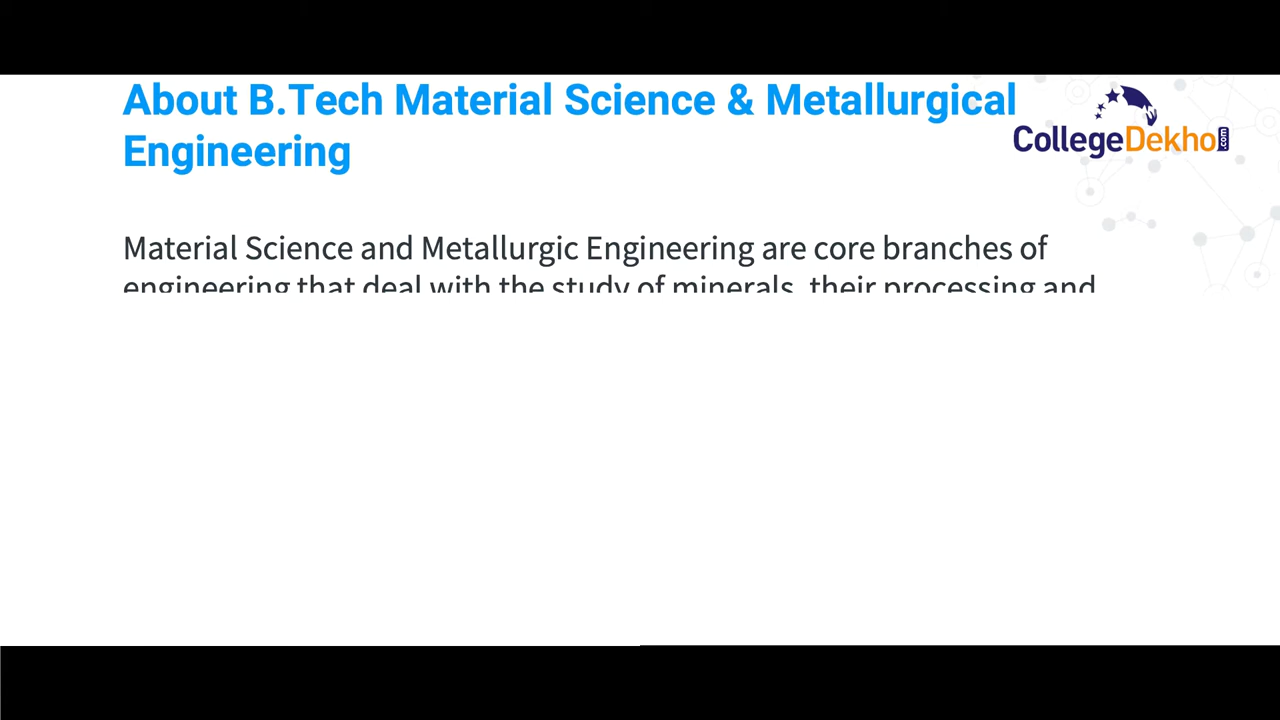 About B.Tech Material Science & Metallurgical
Engineering
CollegeDekho.com
Material Science and Metallurgic Engineering are core branches of
engineering that deal with the study of minerals, their processing and